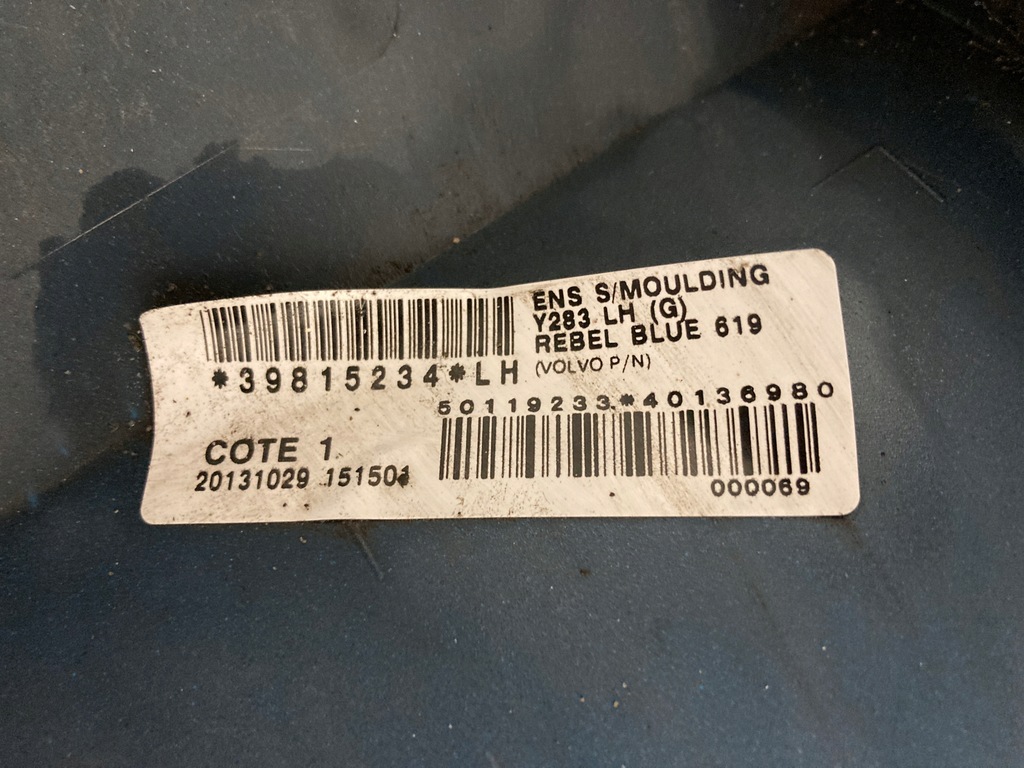 ENS S/MOULDING
Y283 LH (G)
REBEL BLUE 619
(VOLVO P/N)
*39815234*LH
50119233*40136980
COTE 1
20131029 151501
000069